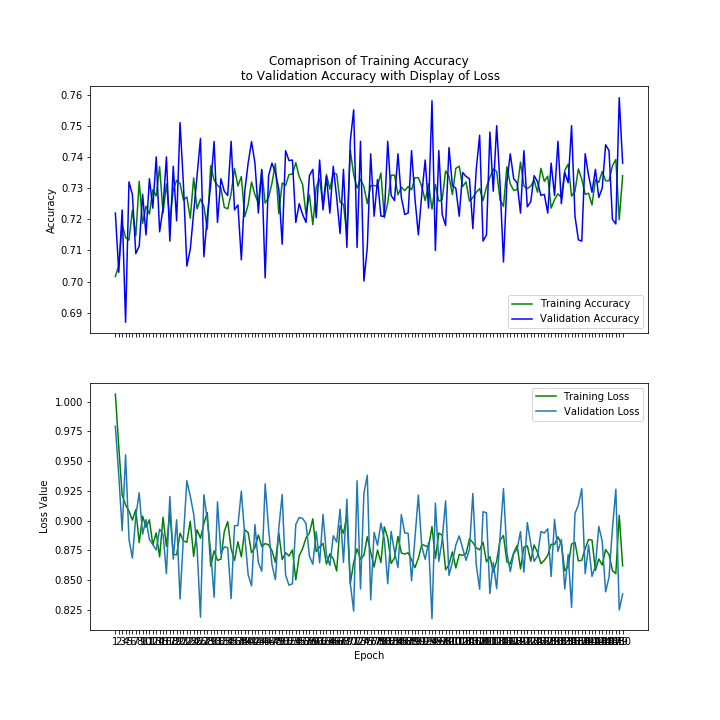 Comaprison of Training Accuracy
to Validation Accuracy with Display of Loss
0.76
0.75
0.74
0.73
0.72
0.71
0.70
0.69
Accuracy
Training Accuracy
Validation Accuracy
1.000
0.975
0.950
0.925
0.900
0.875
0.850
0.825
Loss Value
Training Loss
Validation Loss
Epoch